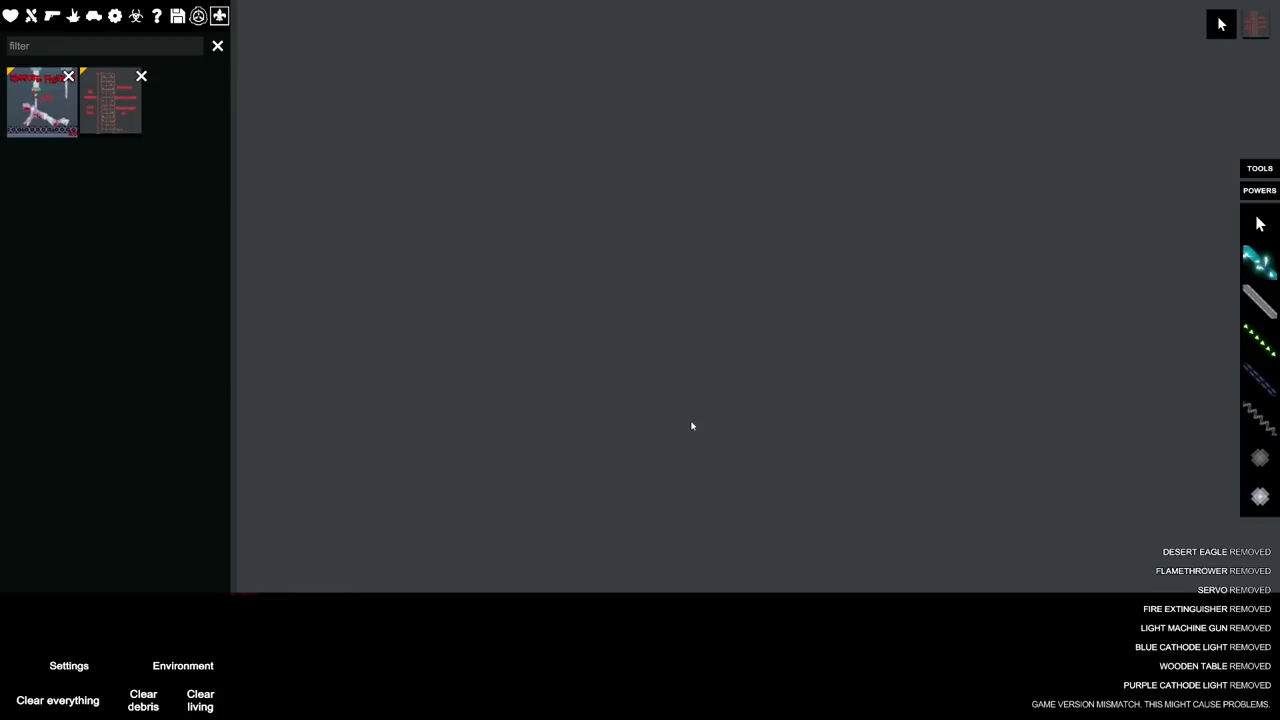 filter
TOOLS
POWERS
DESERT EAGLE REMOVED
FLAMETHROWER REMOVED
SERVO REMOVED
FIRE EXTINGUISHER REMOVED
LIGHT MACHINE GUN REMOVED
BLUE CATHODE LIGHT REMOVED
WOODEN TABLE REMOVED
PURPLE CATHODE LIGHT REMOVED
GAME VERSION MISMATCH. THIS MIGHT CAUSE PROBLEMS.
Settings
Environment
Clear everything
Clear
debris
Clear
living